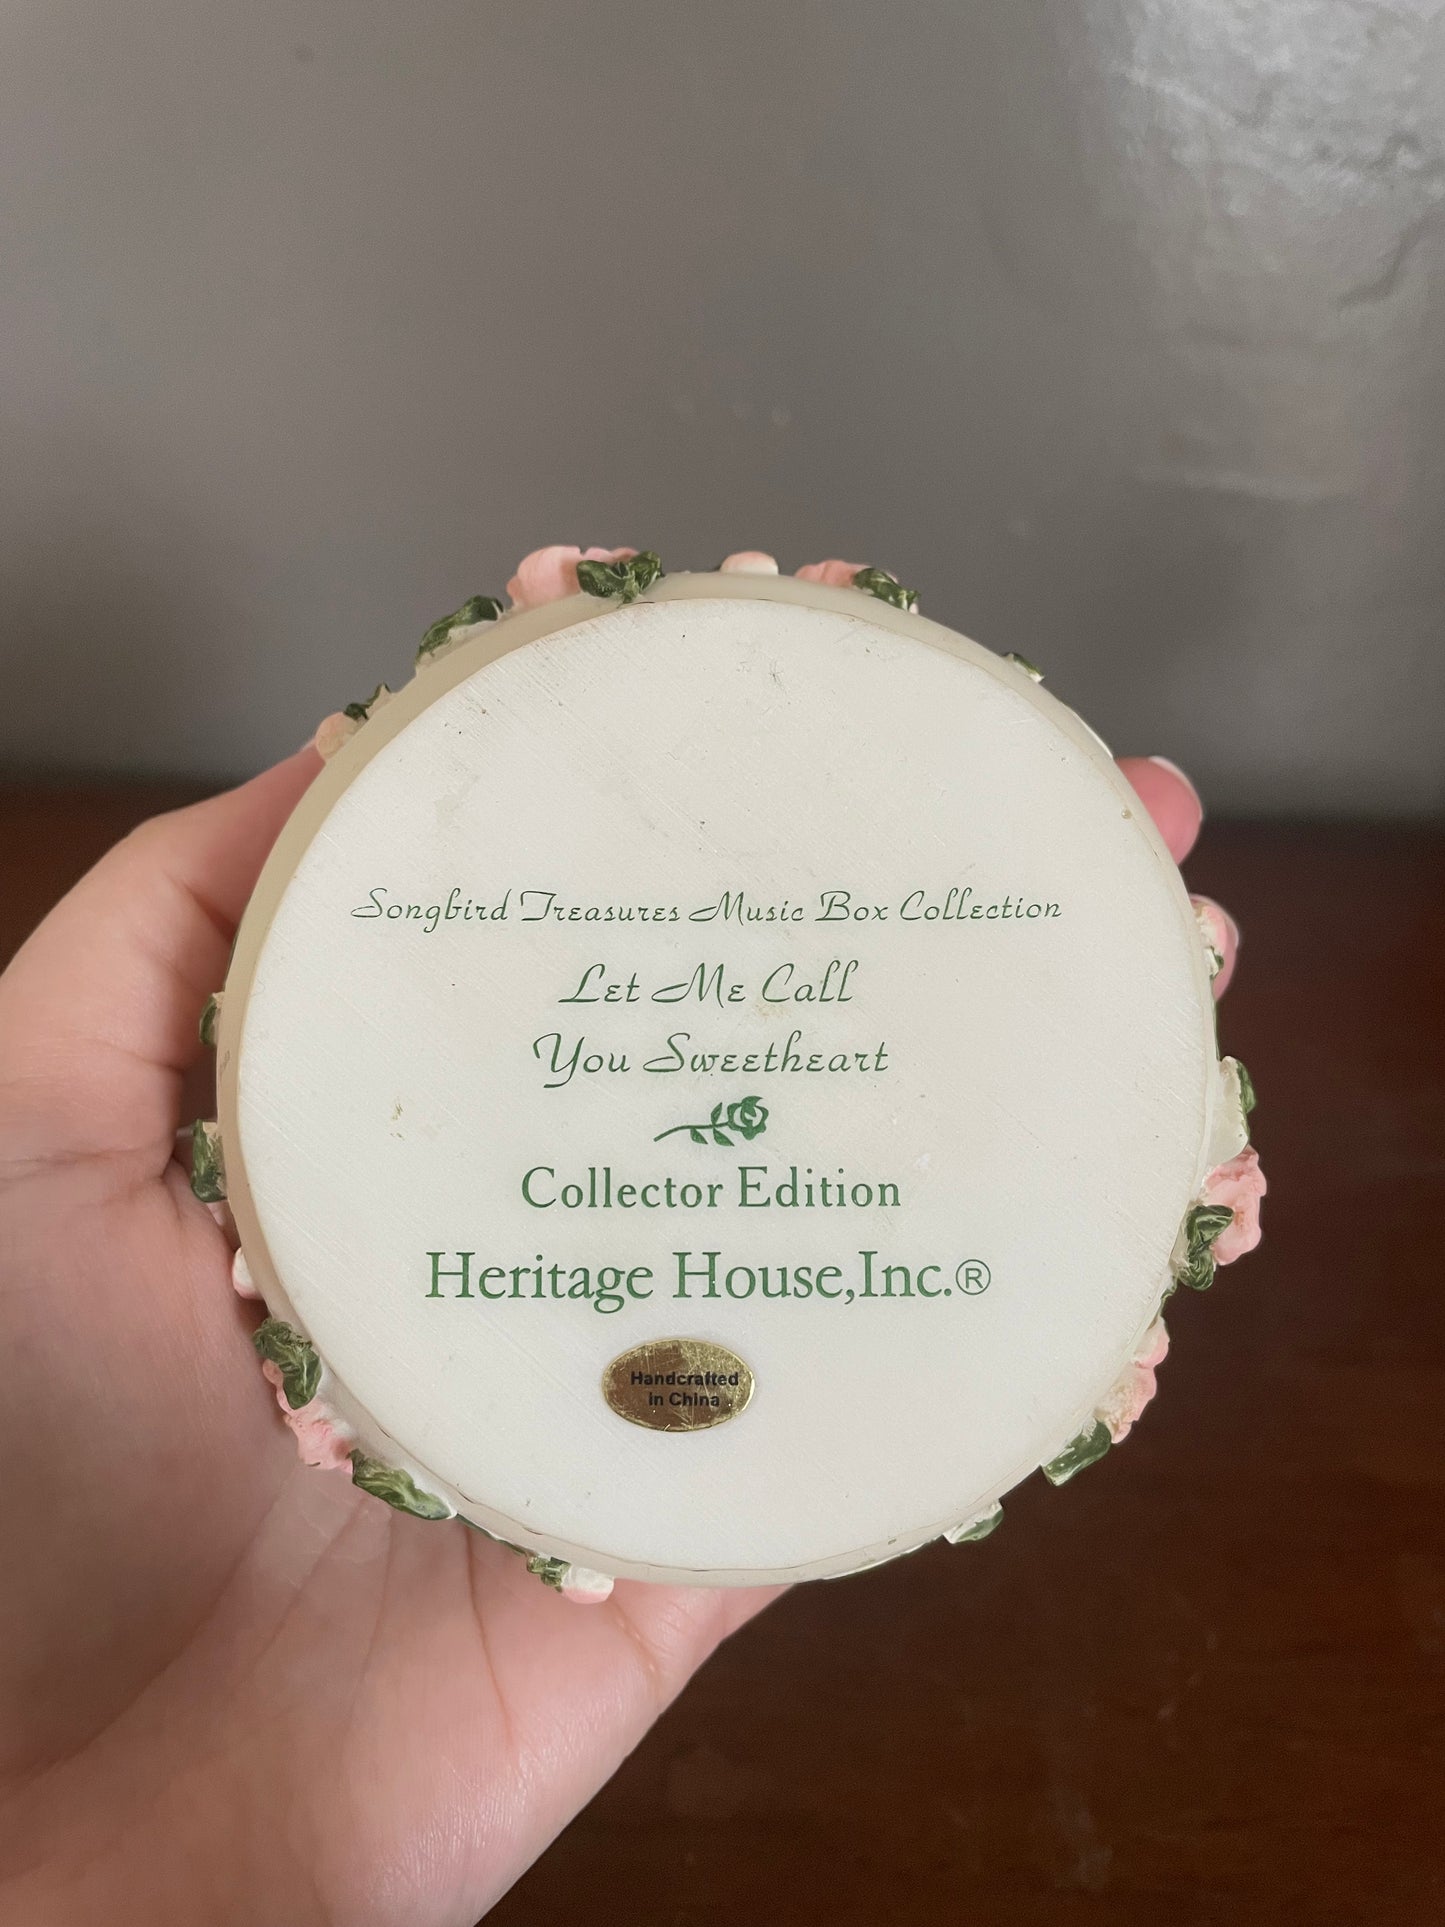 Songbird Treasures Music Box Collection
Let Me Call
You Sweetheart
Collector Edition
Heritage House,Inc.®
Handcrafted
in China